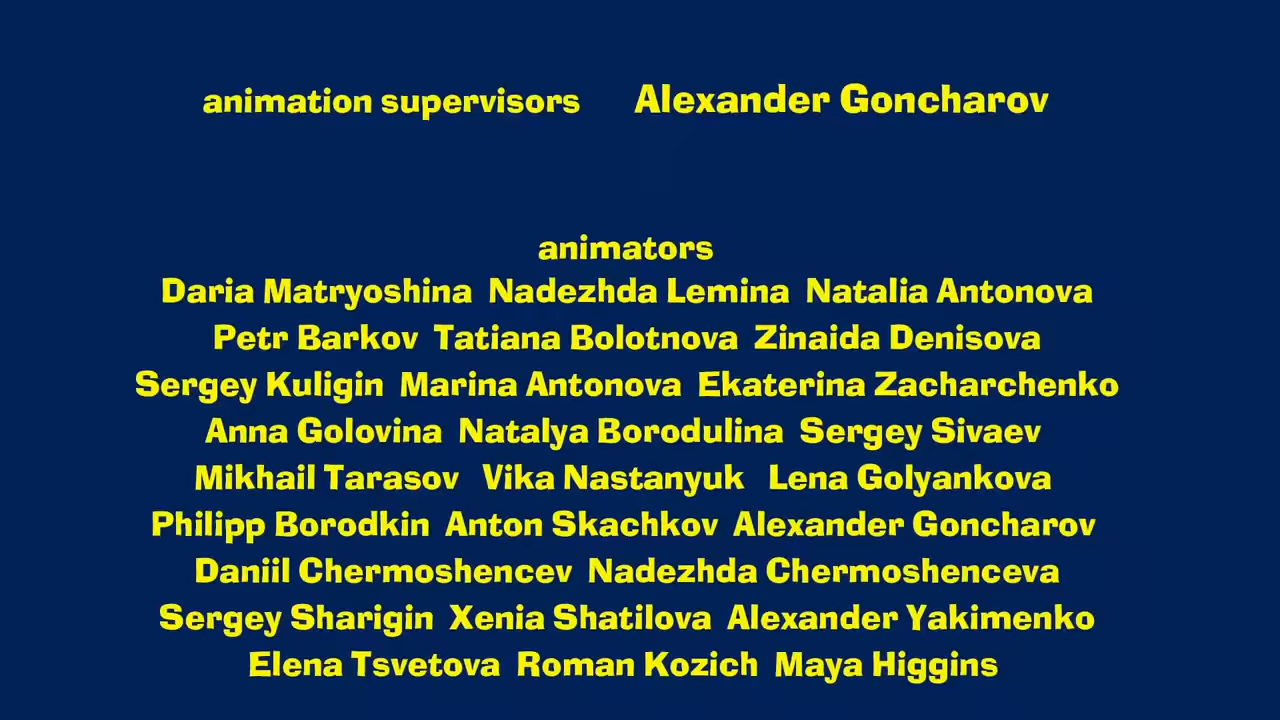 animation supervisors Alexander Goncharov
animators
Daria Matryoshina Nadezhda Lemina Natalia Antonova
Petr Barkov Tatiana Bolotnova Zinaida Denisova
Sergey Kuligin Marina Antonova Ekaterina Zacharchenko
Anna Golovina Natalya Borodulina Sergey Sivaev
Mikhail Tarasov Vika Nastanyuk Lena Golyankova
Philipp Borodkin Anton Skachkov Alexander Goncharov
Daniil Chermoshencev Nadezhda Chermoshenceva
Sergey Sharigin Xenia Shatilova Alexander Yakimenko
Elena Tsvetova Roman Kozich Maya Higgins